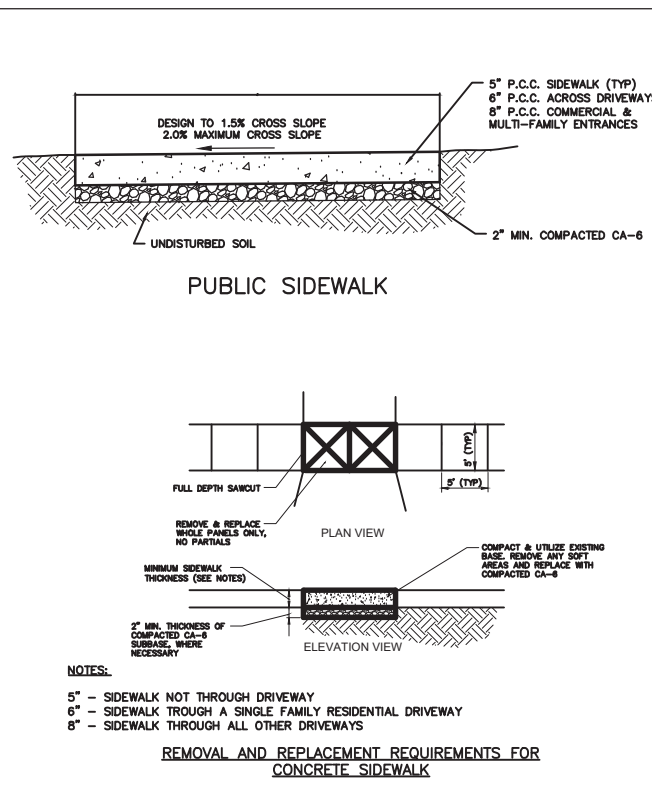 5" P.C.C. SIDEWALK (TYP)
6" P.C.C. ACROSS DRIVEWAYS
8" P.C.C. COMMERCIAL &
MULTI-FAMILY ENTRANCES
DESIGN TO 1.5% CROSS SLOPE
2.0% MAXIMUM CROSS SLOPE
2" MIN. COMPACTED CA-6
UNDISTURBED SOIL
PUBLIC SIDEWALK
5' (TYP)
5' (TYP)
FULL DEPTH SAWCUT
REMOVE & REPLACE
WHOLE PANELS ONLY,
NO PARTIALS
PLAN VIEW
COMPACT & UTILIZE EXISTING
BASE. REMOVE ANY SOFT
AREAS AND REPLACE WITH
COMPACTED CA-6
MINIMUM SIDEWALK
THICKNESS (SEE NOTES)
2" MIN. THICKNESS OF
COMPACTED CA-6
SUBBASE, WHERE
NECESSARY
ELEVATION VIEW
NOTES:
5" - SIDEWALK NOT THROUGH DRIVEWAY
6" - SIDEWALK TROUGH A SINGLE FAMILY RESIDENTIAL DRIVEWAY
8" - SIDEWALK THROUGH ALL OTHER DRIVEWAYS
REMOVAL AND REPLACEMENT REQUIREMENTS FOR
CONCRETE SIDEWALK